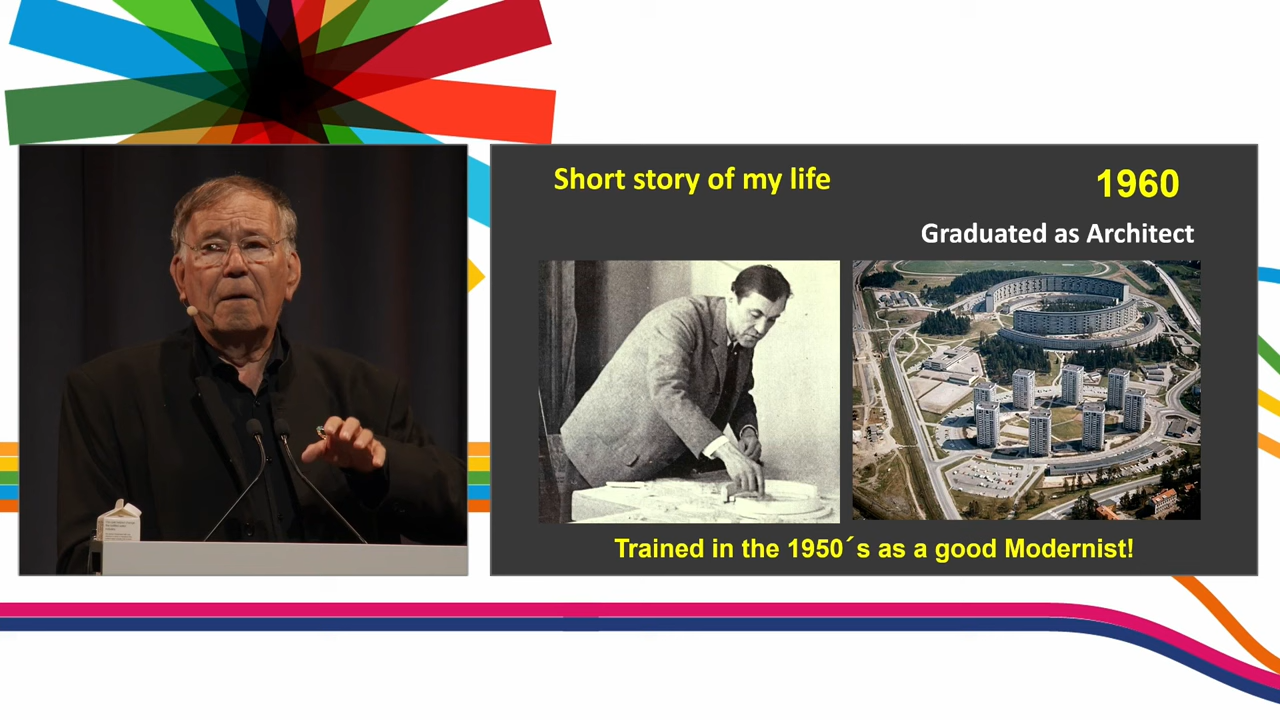 Short story of my life
1960
Graduated as Architect
Trained in the 1950´s as a good Modernist!